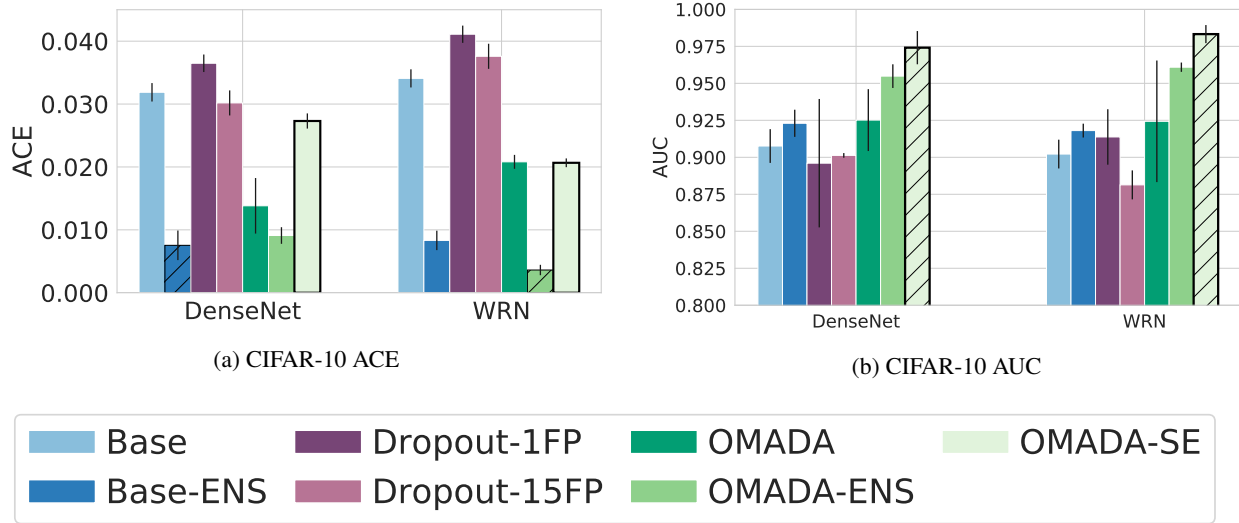 ACE
0.040
0.030
0.020
0.010
0.000
DenseNet
WRN
(a) CIFAR-10 ACE
AUC
1.000
0.975
0.950
0.925
0.900
0.875
0.850
0.825
0.800
DenseNet
WRN
(b) CIFAR-10 AUC
Base
Dropout-1FP
OMADA
OMADA-SE
Base-ENS
Dropout-15FP
OMADA-ENS